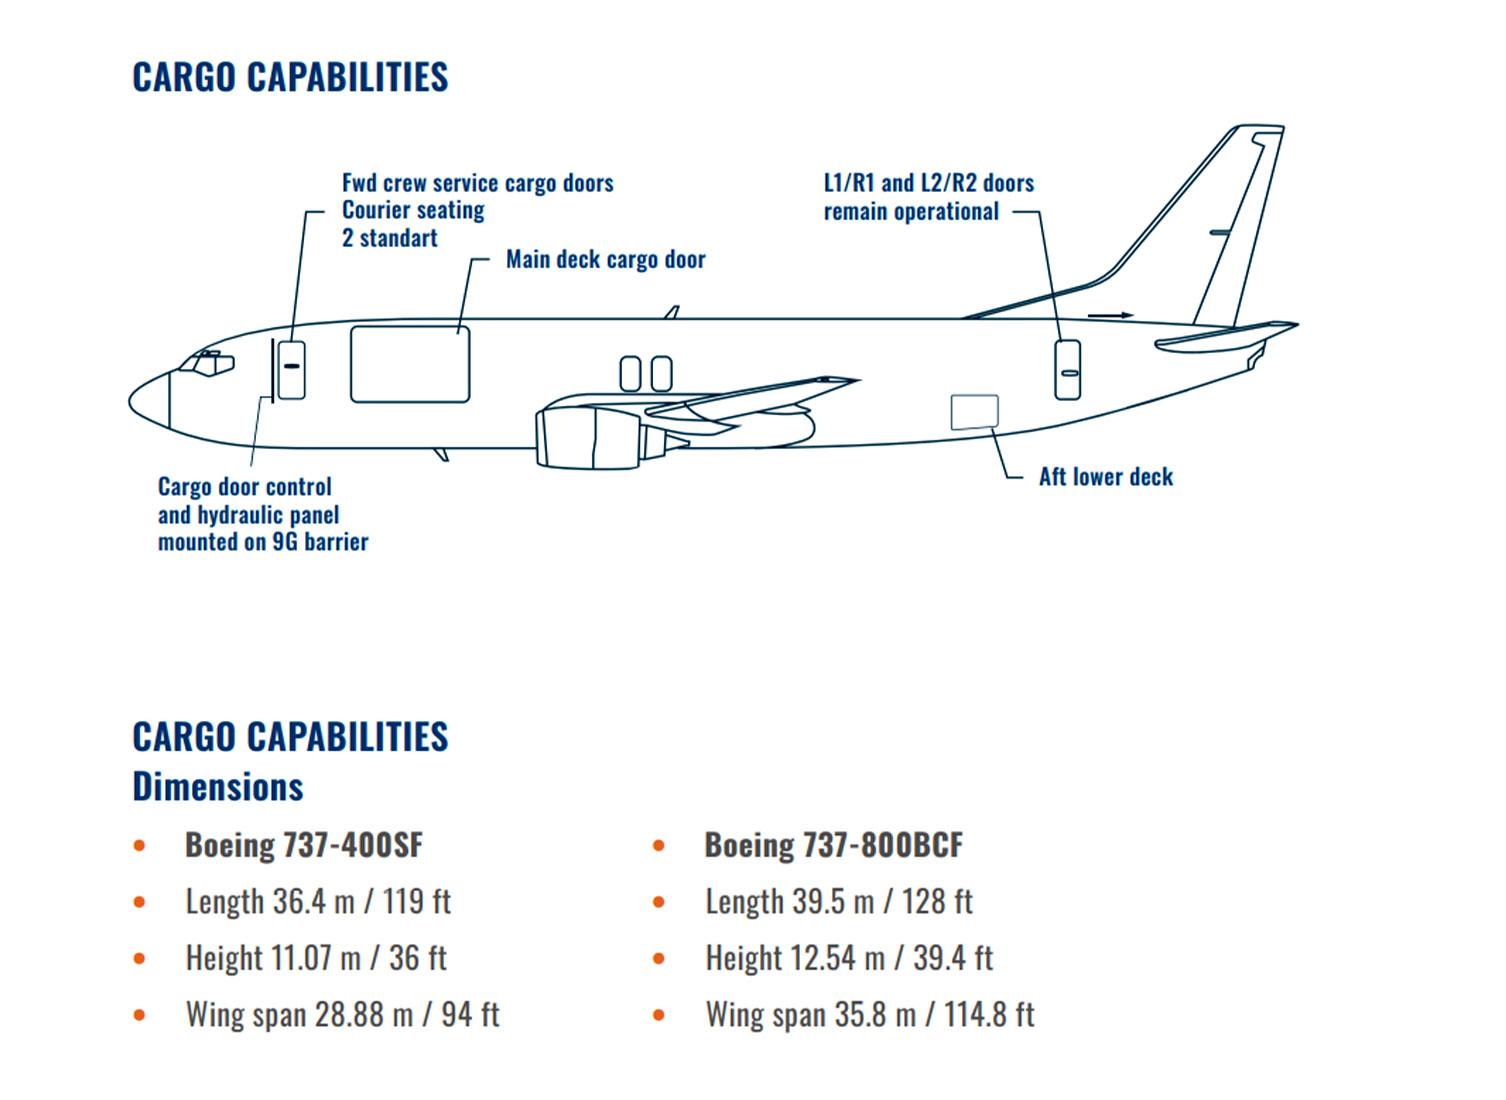 CARGO CAPABILITIES
Fwd crew service cargo doors
Courier seating
2 standart
L1/R1 and L2/R2 doors
remain operational
Main deck cargo door
Cargo door control
and hydraulic panel
mounted on 9G barrier
Aft lower deck
CARGO CAPABILITIES
Dimensions
• Boeing 737-400SF
• Length 36.4 m / 119 ft
• Height 11.07 m / 36 ft
• Wing span 28.88 m / 94 ft
• Boeing 737-800BCF
• Length 39.5 m / 128 ft
• Height 12.54 m / 39.4 ft
• Wing span 35.8 m / 114.8 ft